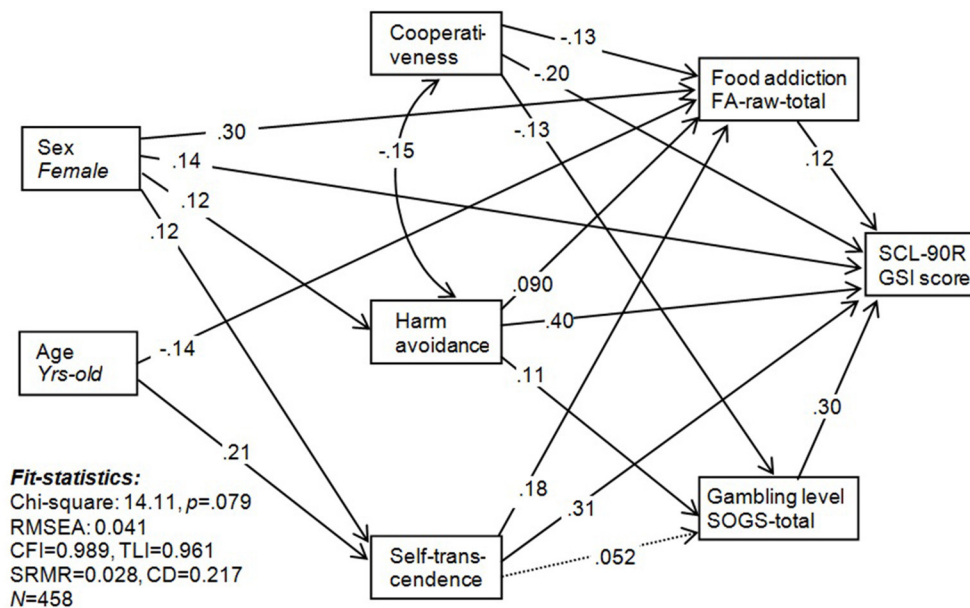 Cooperati-
veness
-.13
-.20
Food addiction
FA-raw-total
-.13
Sex
Female
.30
.14
-.15
.12
.12
.12
SCL-90R
GSI score
.090
Harm
avoidance
.40
Age
Yrs-old
-.14
.11
.30
.21
Fit-statistics:
Chi-square: 14.11, p=.079
RMSEA: 0.041
CFI=0.989, TLI=0.961
SRMR=0.028, CD=0.217
N=458
.18
.31
Gambling level
SOGS-total
Self-trans-
cendence
.052